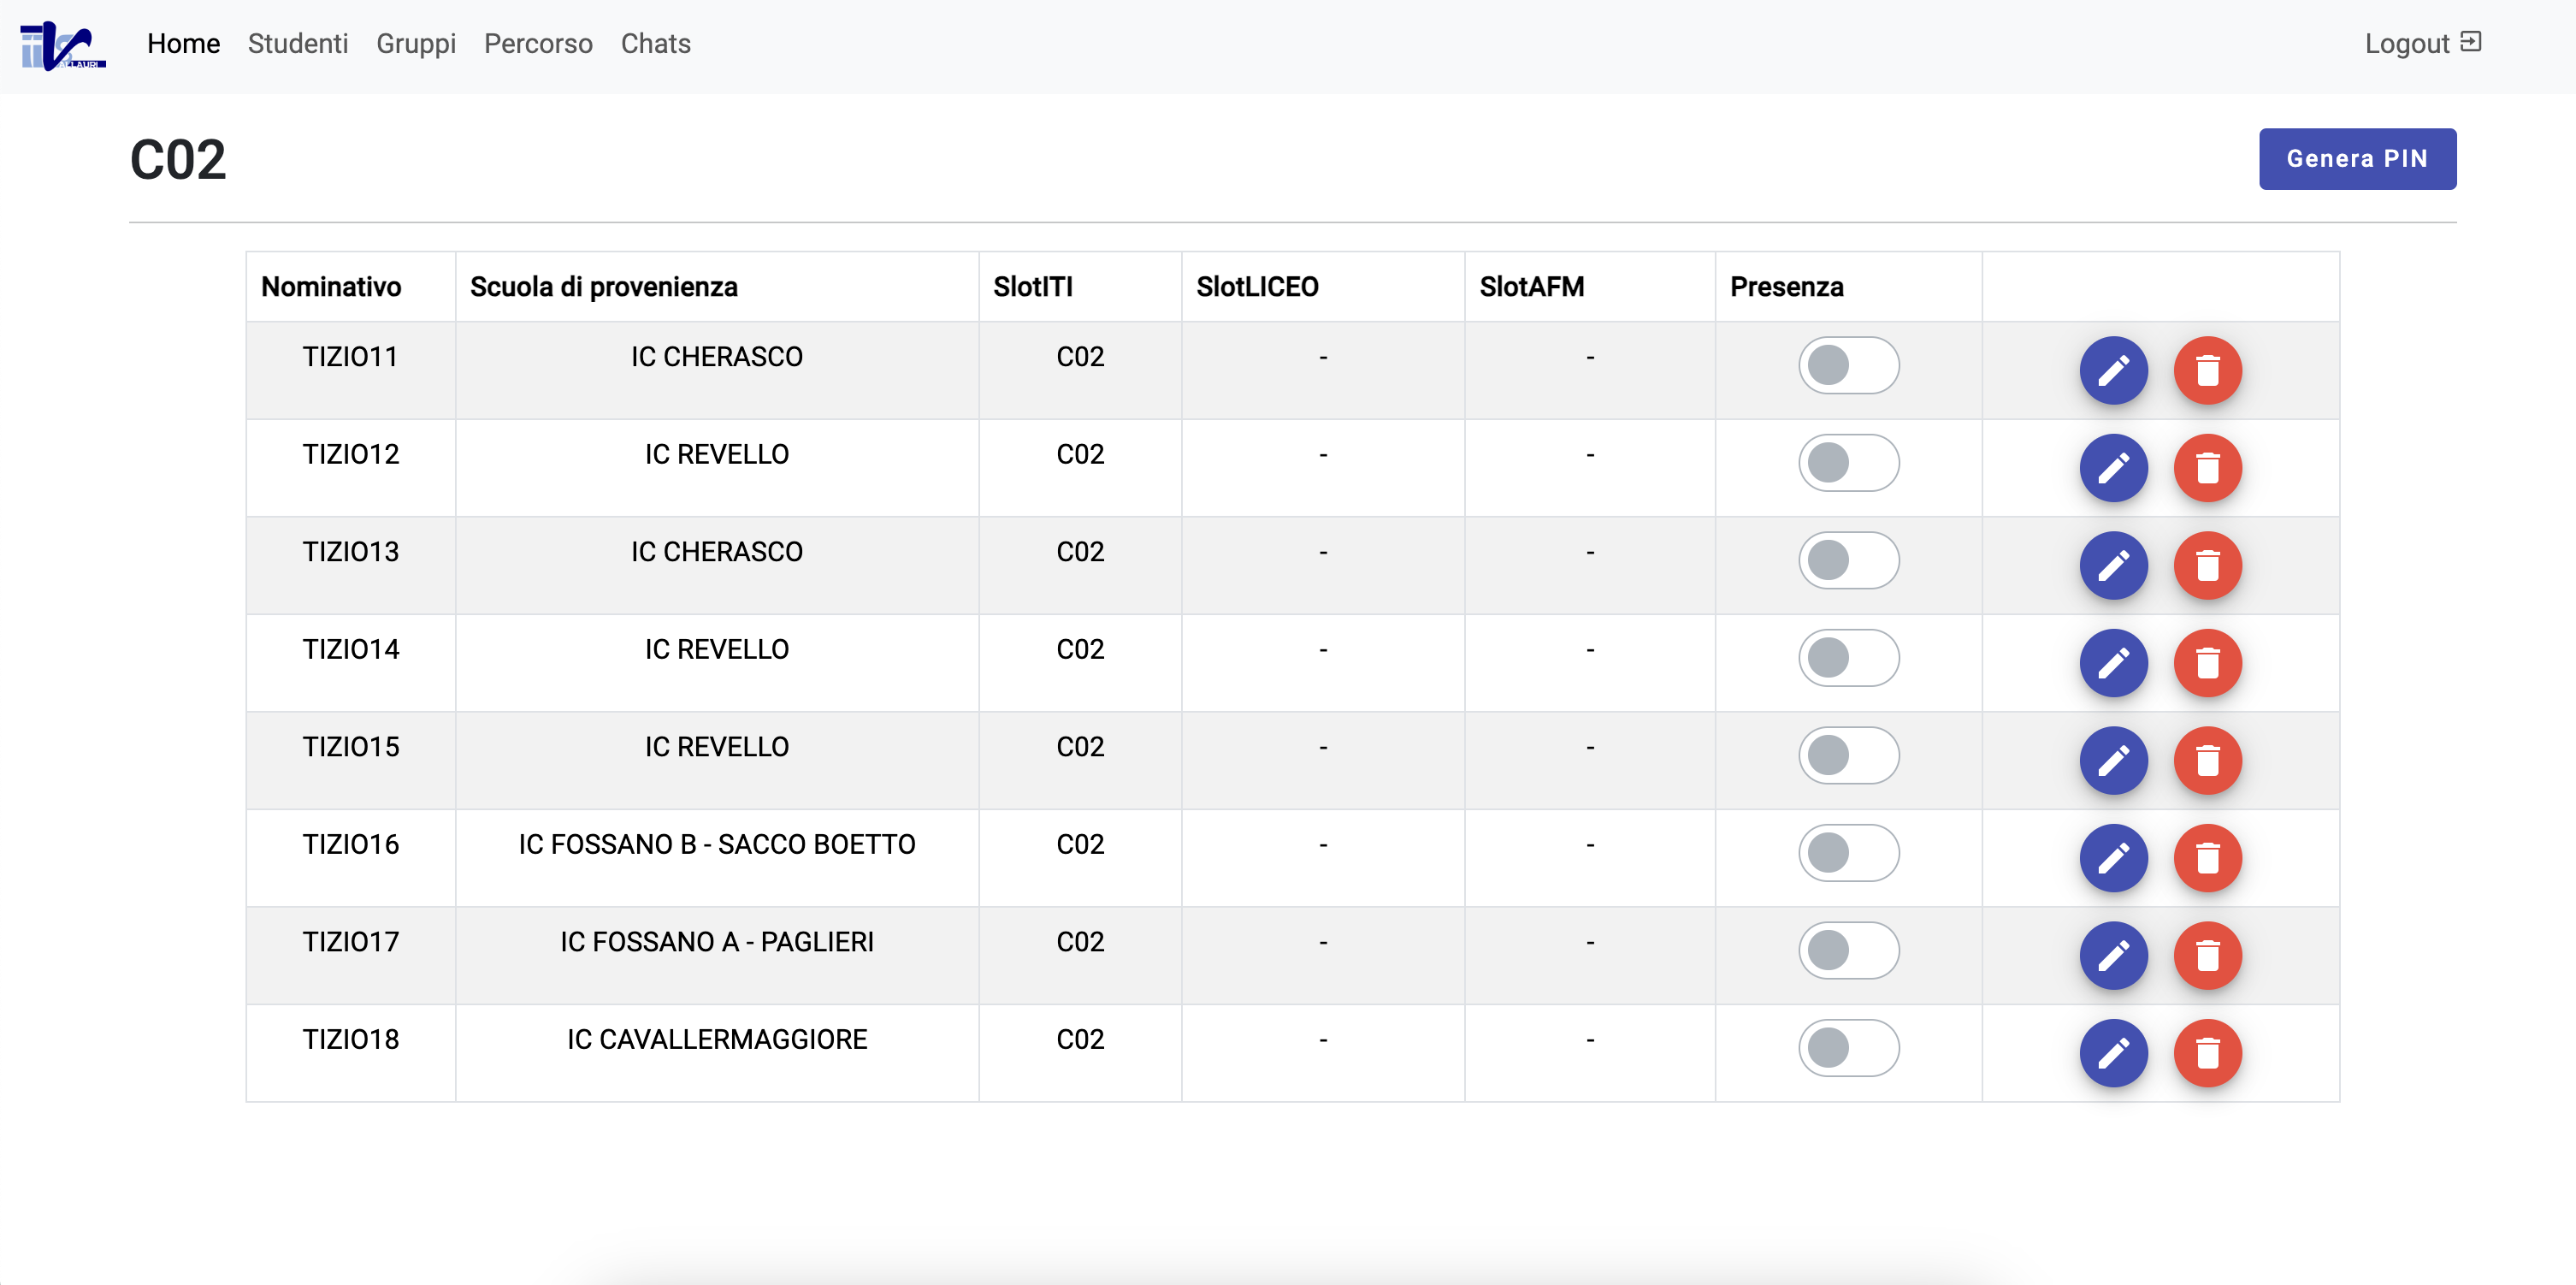 Home Studenti Gruppi Percorso Chats Logout
VALLAURI
C02
Genera PIN
Nominativo Scuola di provenienza SlotITI SlotLICEO SlotAFM Presenza
TIZIO11 IC CHERASCO C02 - -
TIZIO12 IC REVELLO C02 - -
TIZIO13 IC CHERASCO C02 - -
TIZIO14 IC REVELLO C02 - -
TIZIO15 IC REVELLO C02 - -
TIZIO16 IC FOSSANO B - SACCO BOETTO C02 - -
TIZIO17 IC FOSSANO A - PAGLIERI C02 - -
TIZIO18 IC CAVALLERMAGGIORE C02 - -